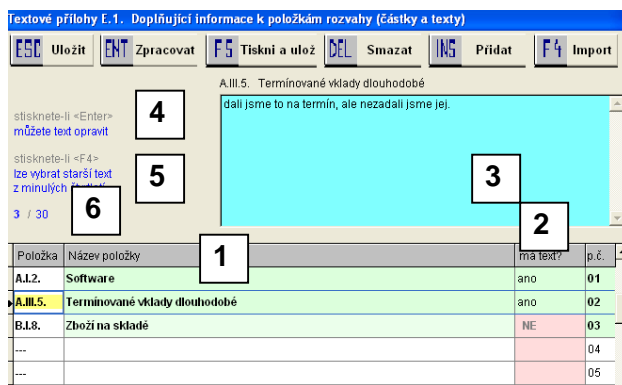 Textové přílohy E.1. Doplňující informace k položkám rozvahy (částky a texty)
ESC Uložit ENT Zpracovat F5 Tiskni a ulož DEL Smazat INS Přidat F4 Import
A.III.5. Termínované vklady dlouhodobé
dali jsme to na termín, ale nezadali jsme jej.
stisknete-li <Enter>
můžete text opravit
4
stisknete-li <F4>
lze vybrat starší text
z minulých
5
3
3 / 30
6
2
1
Položka Název položky má text? p.č.
A.I.2. Software ano 01
A.III.5. Termínované vklady dlouhodobé ano 02
B.I.8. Zboží na skladě NE 03
--- 04
--- 05